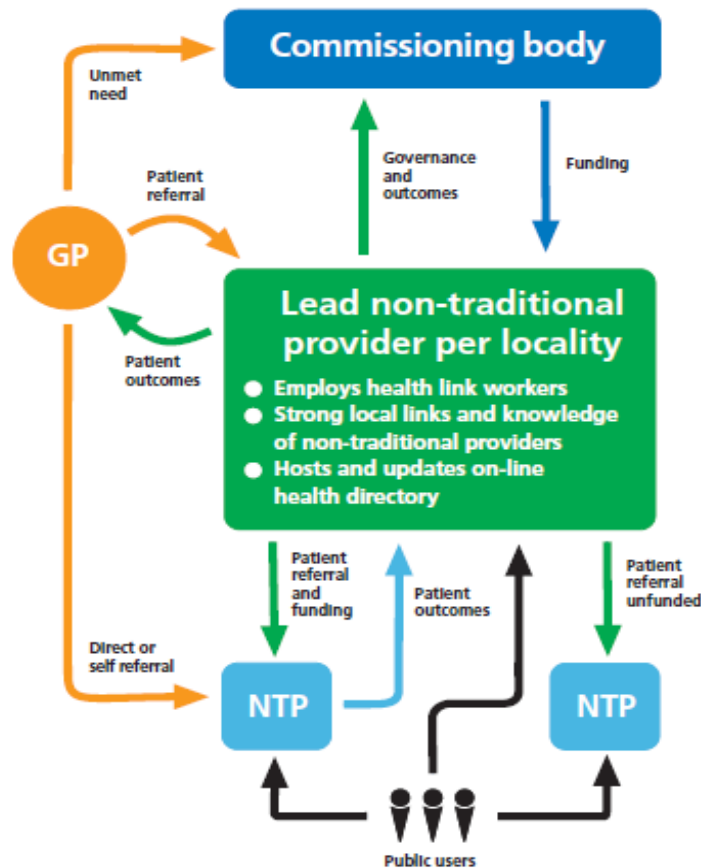 Commissioning body
Unmet
need
Governance
and
outcomes
Funding
Patient
referral
GP
Patient
outcomes
Lead non-traditional
provider per locality
Employs health link workers
Strong local links and knowledge
of non-traditional providers
Hosts and updates on-line
health directory
Patient
referral
and
funding
Patient
outcomes
Patient
referral
unfunded
Direct or
self referral
NTP
NTP
Public users